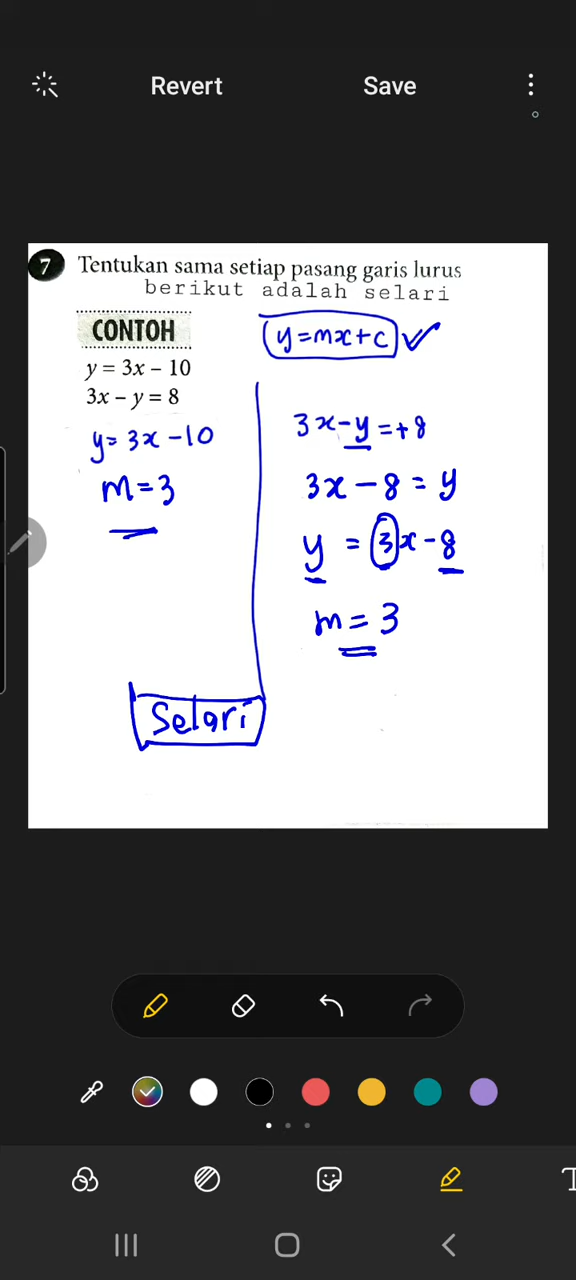 Revert Save
7 Tentukan sama setiap pasang garis lurus
berikut adalah selari
CONTOH
y = mx + c
y = 3x – 10
3x – y = 8
y = 3x - 10
m = 3
3x - y = +8
3x - 8 = y
y = 3x - 8
m = 3
Selari
T